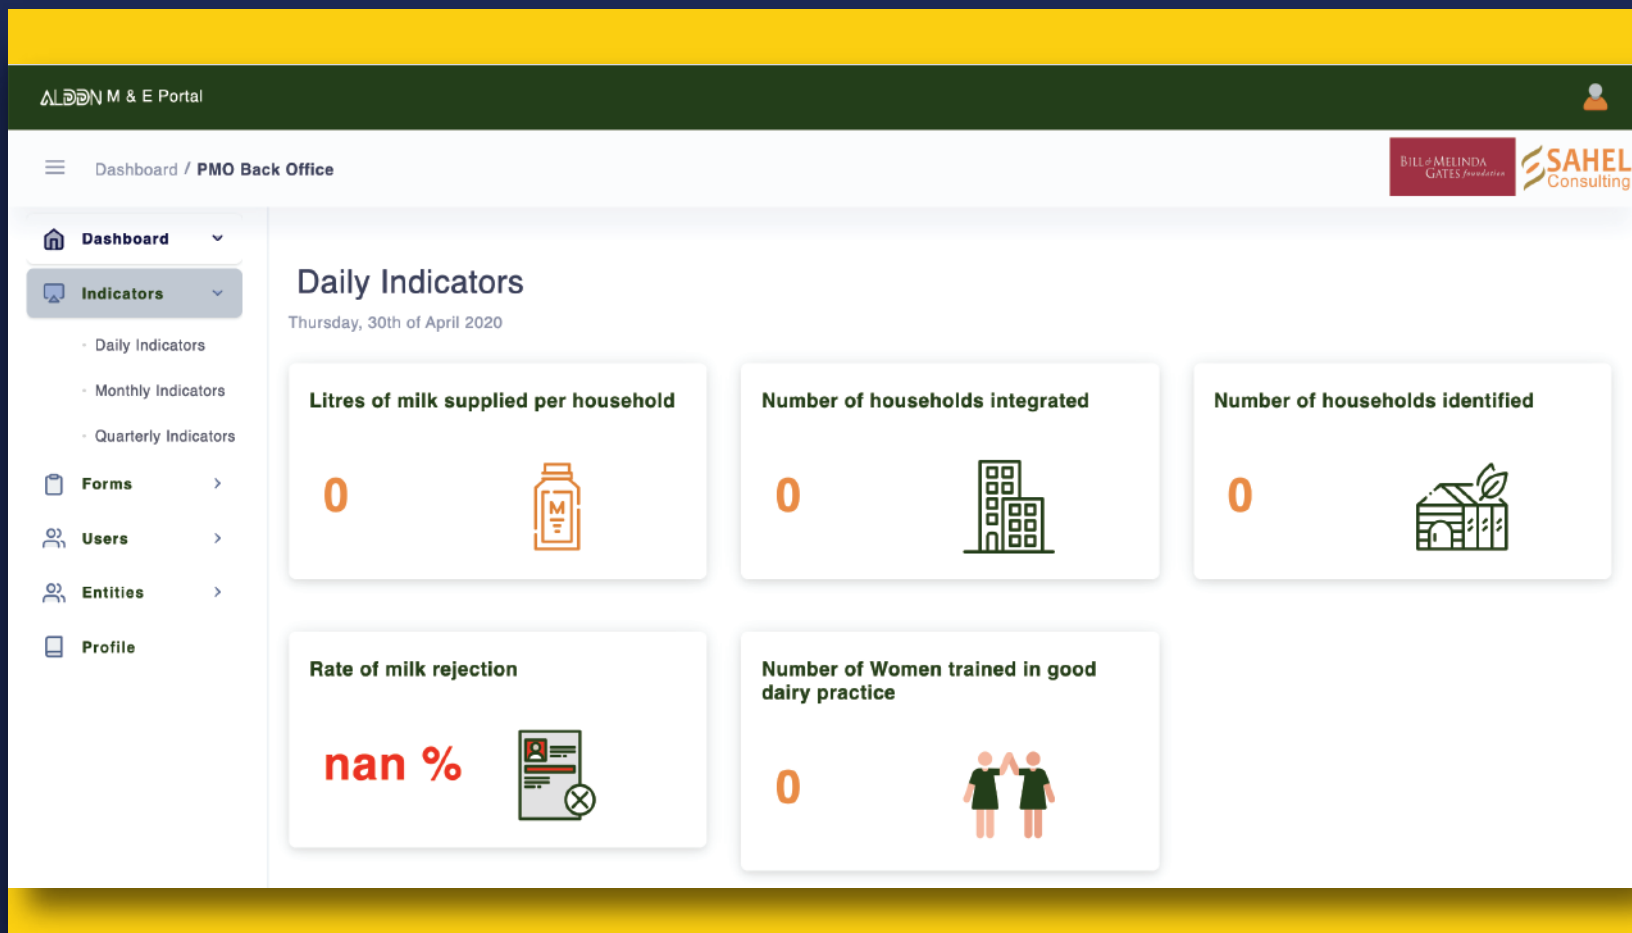 ALDDN M & E Portal
Dashboard / PMO Back Office
BILL & MELINDA
GATES foundation
SAHEL
Consulting
Dashboard
Indicators
Daily Indicators
Monthly Indicators
Quarterly Indicators
Forms
Users
Entities
Profile
Daily Indicators
Thursday, 30th of April 2020
Litres of milk supplied per household
0
M
Number of households integrated
0
Number of households identified
0
Rate of milk rejection
nan %
Number of Women trained in good
dairy practice
0